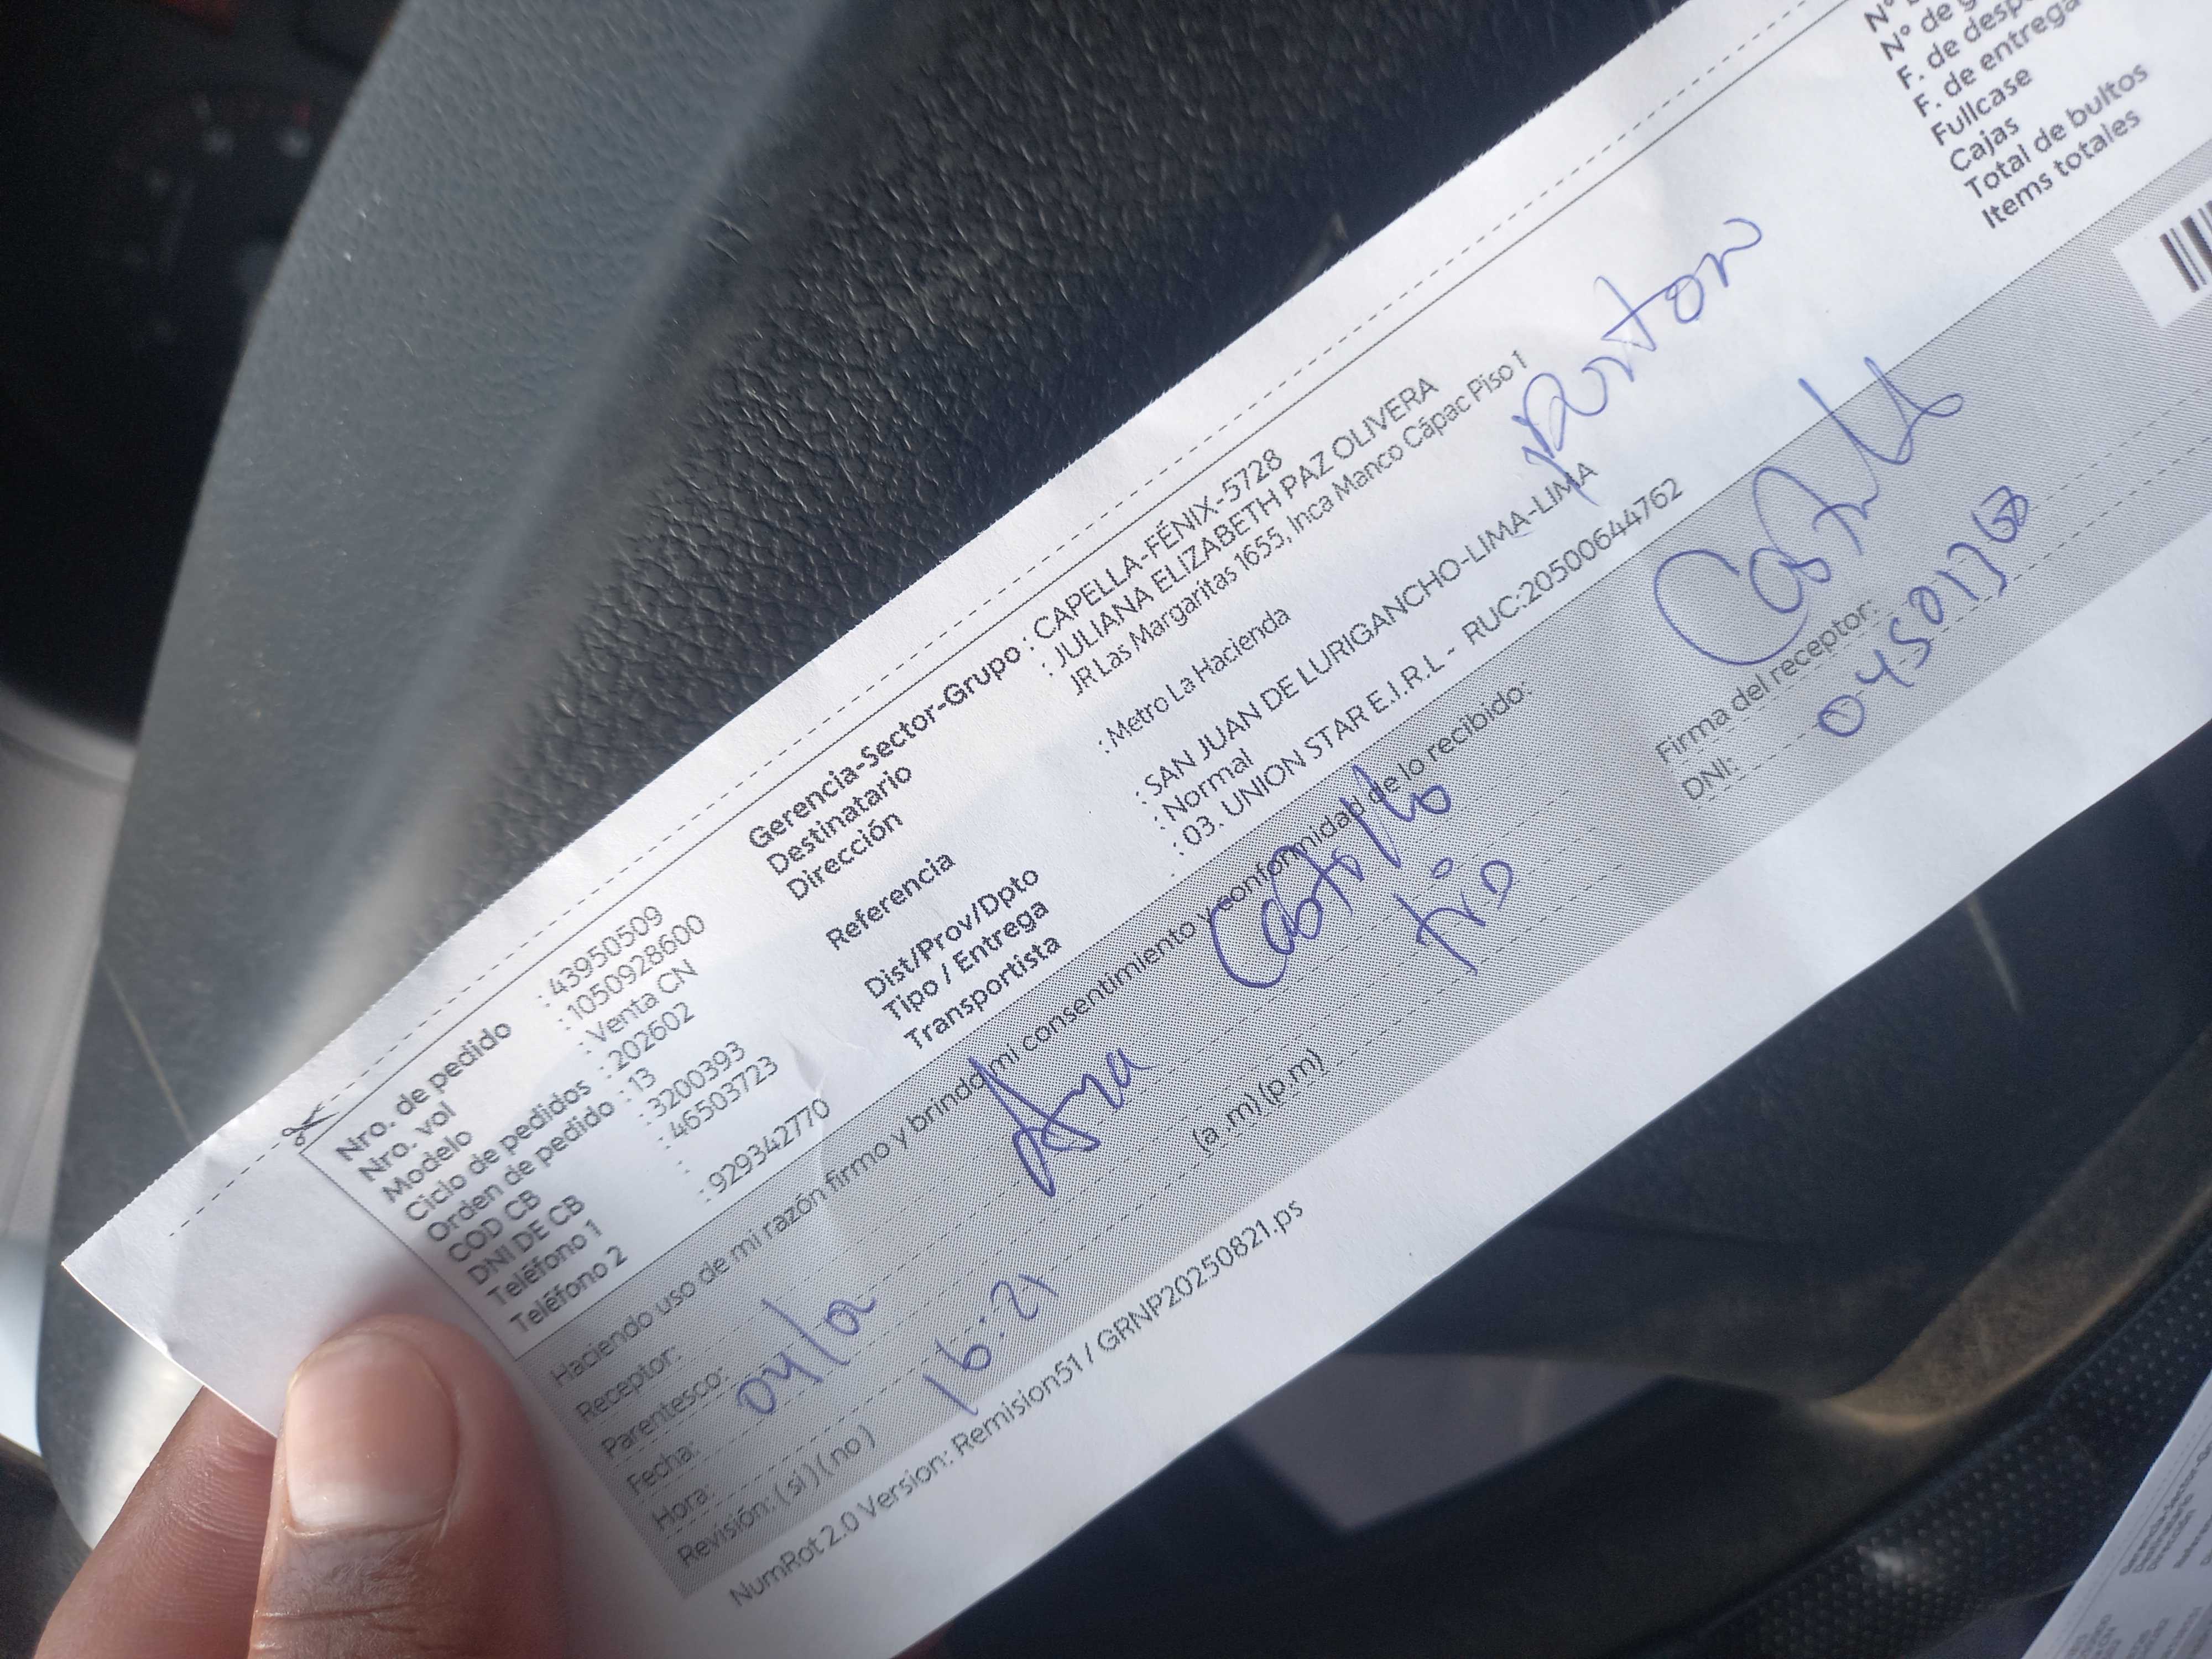 Nro. de pedido : 43950509
Nro. vol : 1050928600
Modelo : Venta CN
Ciclo de pedidos : 202602
Orden de pedido : 13
COD CB : 3200393
DNI DE CB : 46503723
Teléfono 1 :
Teléfono 2 : 929342770
Gerencia-Sector-Grupo : CAPELLA-FÉNIX-5728
Destinatario : JULIANA ELIZABETH PAZ OLIVERA
Dirección JR Las Margaritas 1655, Inca Manco Cápac Piso 1
Referencia : Metro La Hacienda
Dist/Prov/Dpto : SAN JUAN DE LURIGANCHO-LIMA-LIMA
Tipo / Entrega : Normal
Transportista : 03. UNION STAR E.I.R.L - RUC:20500644762
porton
N° de g
F. de desp
F. de entrega
Fullcase
Cajas
Total de bultos
Items totales
Haciendo uso de mi razón firmo y brindo mi consentimiento y conformidad de lo recibido:
Receptor: Ana Castillo
Parentesco:
Fecha:
Hora: 16:21 (a .m) (p.m)
Revisión: ( si ) ( no )
Firma del receptor:
DNI:
NumRot 2.0 Version: Remision51 / GRNP20250821.ps